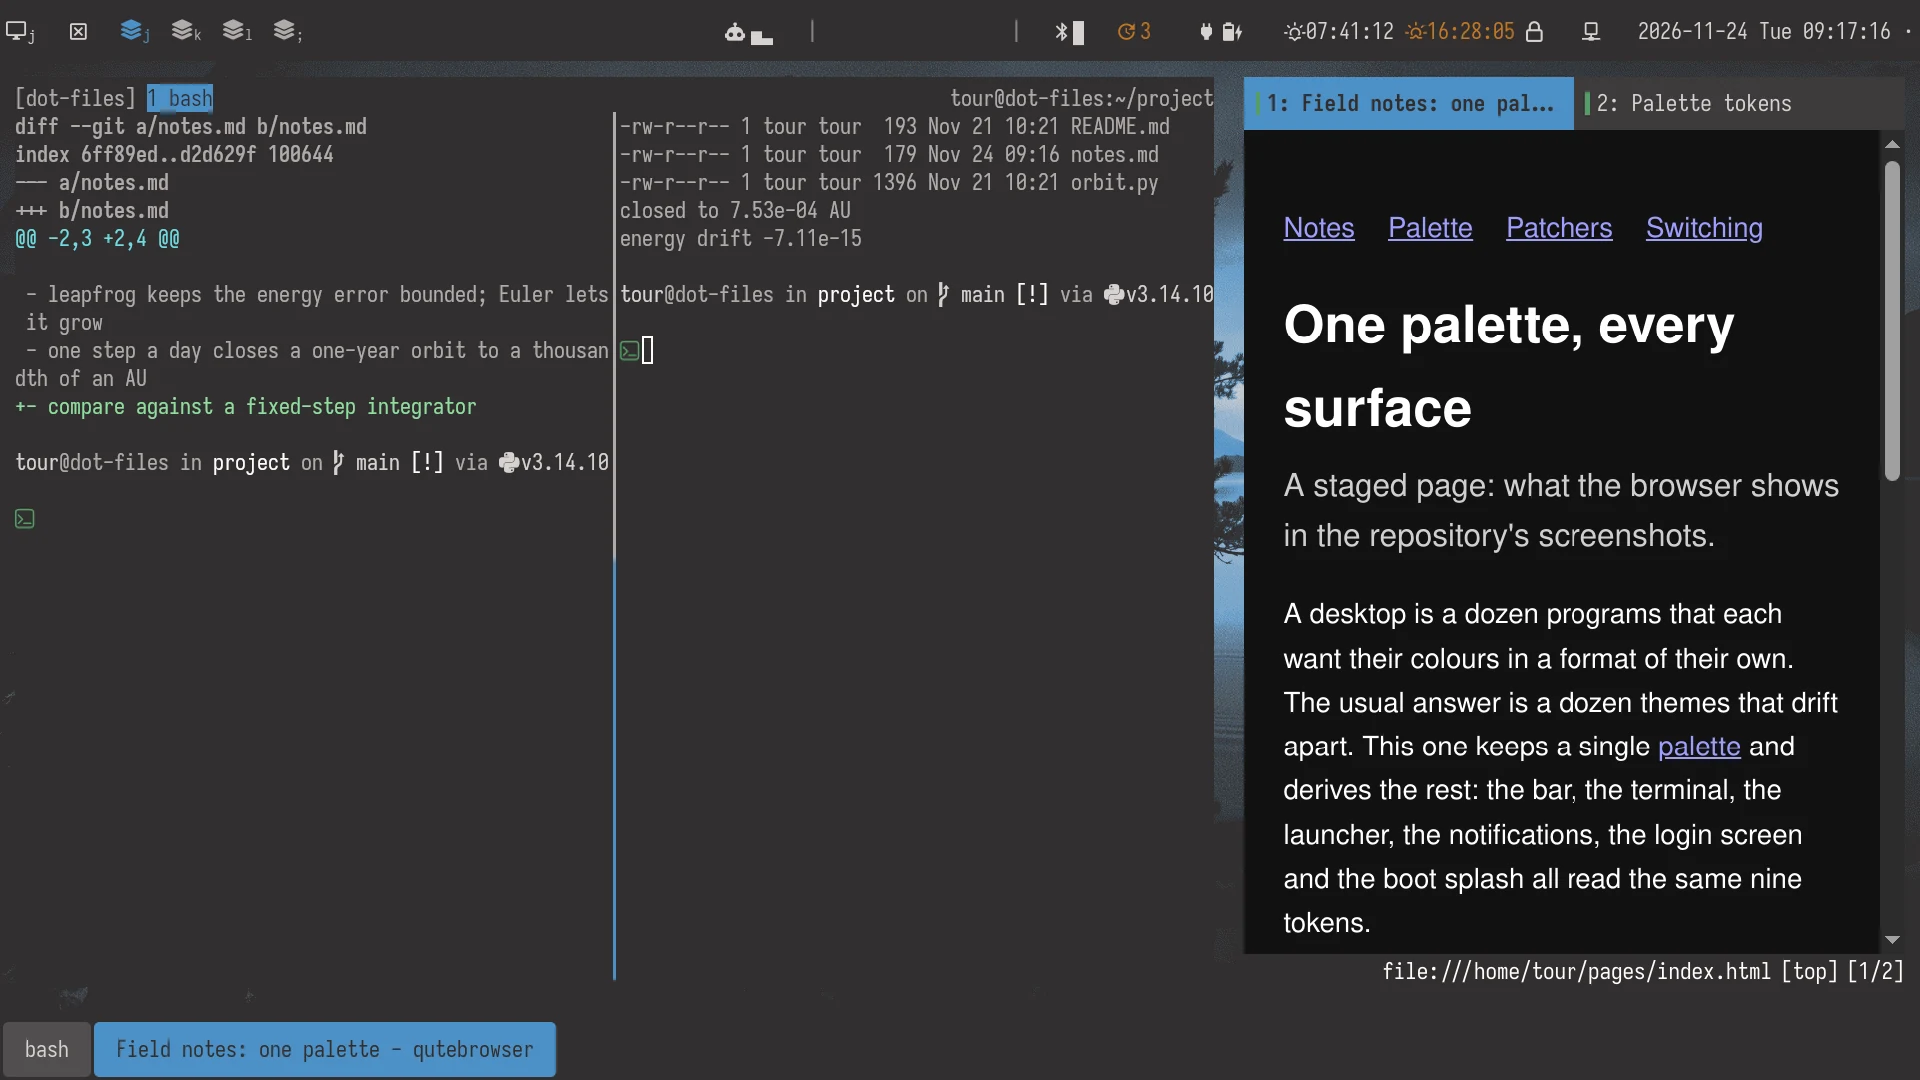 j j k l ; 3 07:41:12 16:28:05 2026-11-24 Tue 09:17:16
[dot-files] 1 bash tour@dot-files:~/project
diff --git a/notes.md b/notes.md
index 6ff89ed..d2d629f 100644
--- a/notes.md
+++ b/notes.md
@@ -2,3 +2,4 @@
- leapfrog keeps the energy error bounded; Euler lets
it grow
- one step a day closes a one-year orbit to a thousan
dth of an AU
+- compare against a fixed-step integrator
tour@dot-files in project on main [!] via v3.14.10
-rw-r--r-- 1 tour tour 193 Nov 21 10:21 README.md
-rw-r--r-- 1 tour tour 179 Nov 24 09:16 notes.md
-rw-r--r-- 1 tour tour 1396 Nov 21 10:21 orbit.py
closed to 7.53e-04 AU
energy drift -7.11e-15
tour@dot-files in project on main [!] via v3.14.10
1: Field notes: one pal... 2: Palette tokens
Notes Palette Patchers Switching
One palette, every
surface
A staged page: what the browser shows
in the repository's screenshots.
A desktop is a dozen programs that each
want their colours in a format of their own.
The usual answer is a dozen themes that drift
apart. This one keeps a single palette and
derives the rest: the bar, the terminal, the
launcher, the notifications, the login screen
and the boot splash all read the same nine
tokens.
file:///home/tour/pages/index.html [top] [1/2]
bash Field notes: one palette - qutebrowser